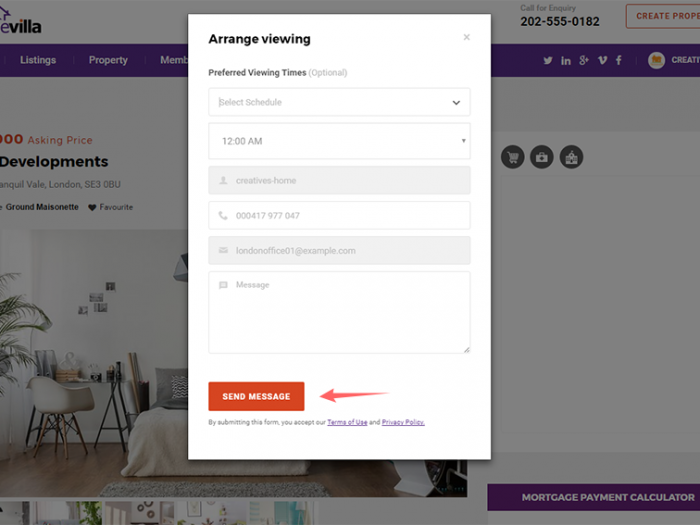 evilla
Call for Enquiry
202-555-0182
CREATE PROPE
Listings
Property
Memb
CREATI
Arrange viewing
×
Preferred Viewing Times (Optional)
Select Schedule
12:00 AM
creatives-home
000417 977 047
londonoffice01@example.com
Message
SEND MESSAGE
By submitting this form, you accept our Terms of Use and Privacy Policy.
000 Asking Price
Developments
anquil Vale, London, SE3 0BU
e Ground Maisonette
Favourite
MORTGAGE PAYMENT CALCULATOR